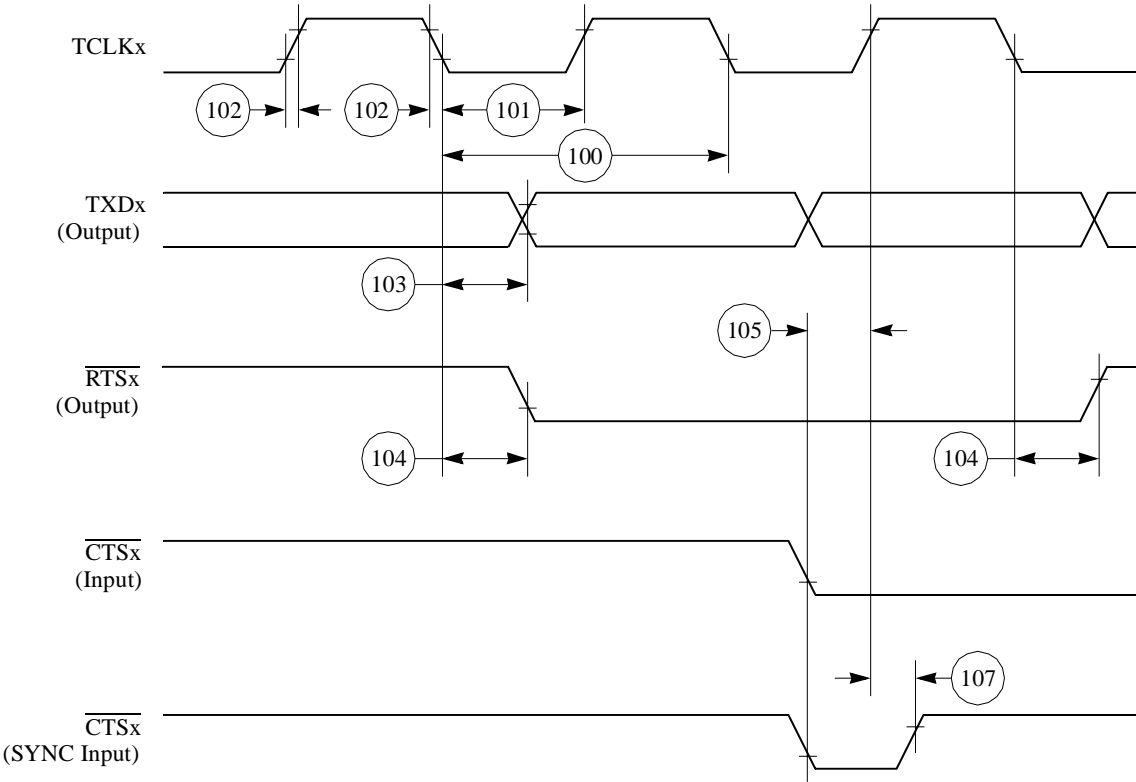 TCLKx
102
102
101
100
TXDx
(Output)
103
105
RTSx
(Output)
104
104
CTSx
(Input)
107
CTSx
(SYNC Input)